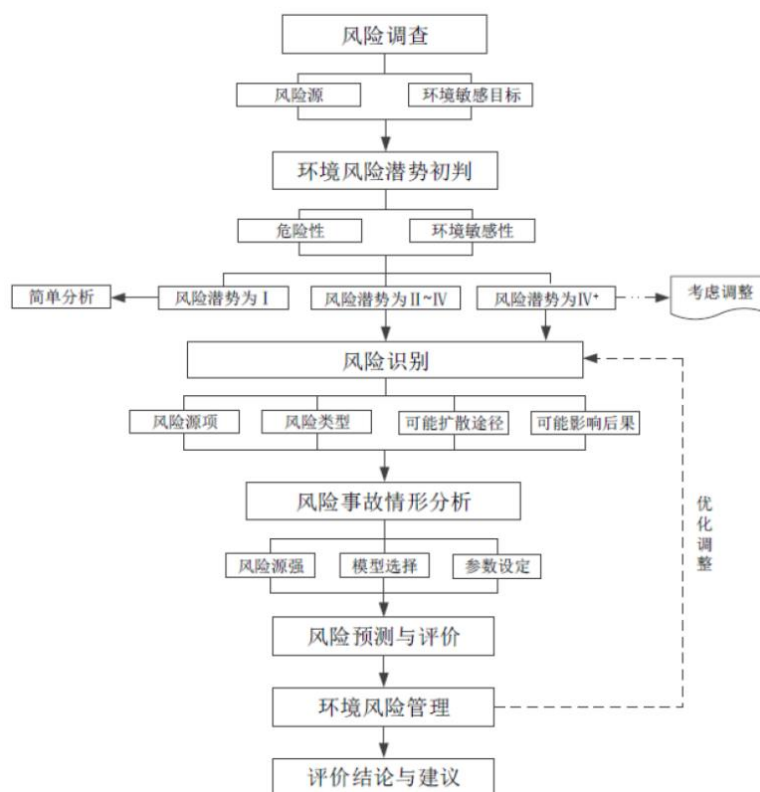 风险调查
风险源
环境敏感目标
环境风险潜势初判
危险性
环境敏感性
简单分析
风险潜势为Ⅰ
风险潜势为Ⅱ~Ⅳ
风险潜势为Ⅳ⁺
考虑调整
风险识别
风险源项
风险类型
可能扩散途径
可能影响后果
风险事故情形分析
风险源强
模型选择
参数设定
优化调整
风险预测与评价
环境风险管理
评价结论与建议